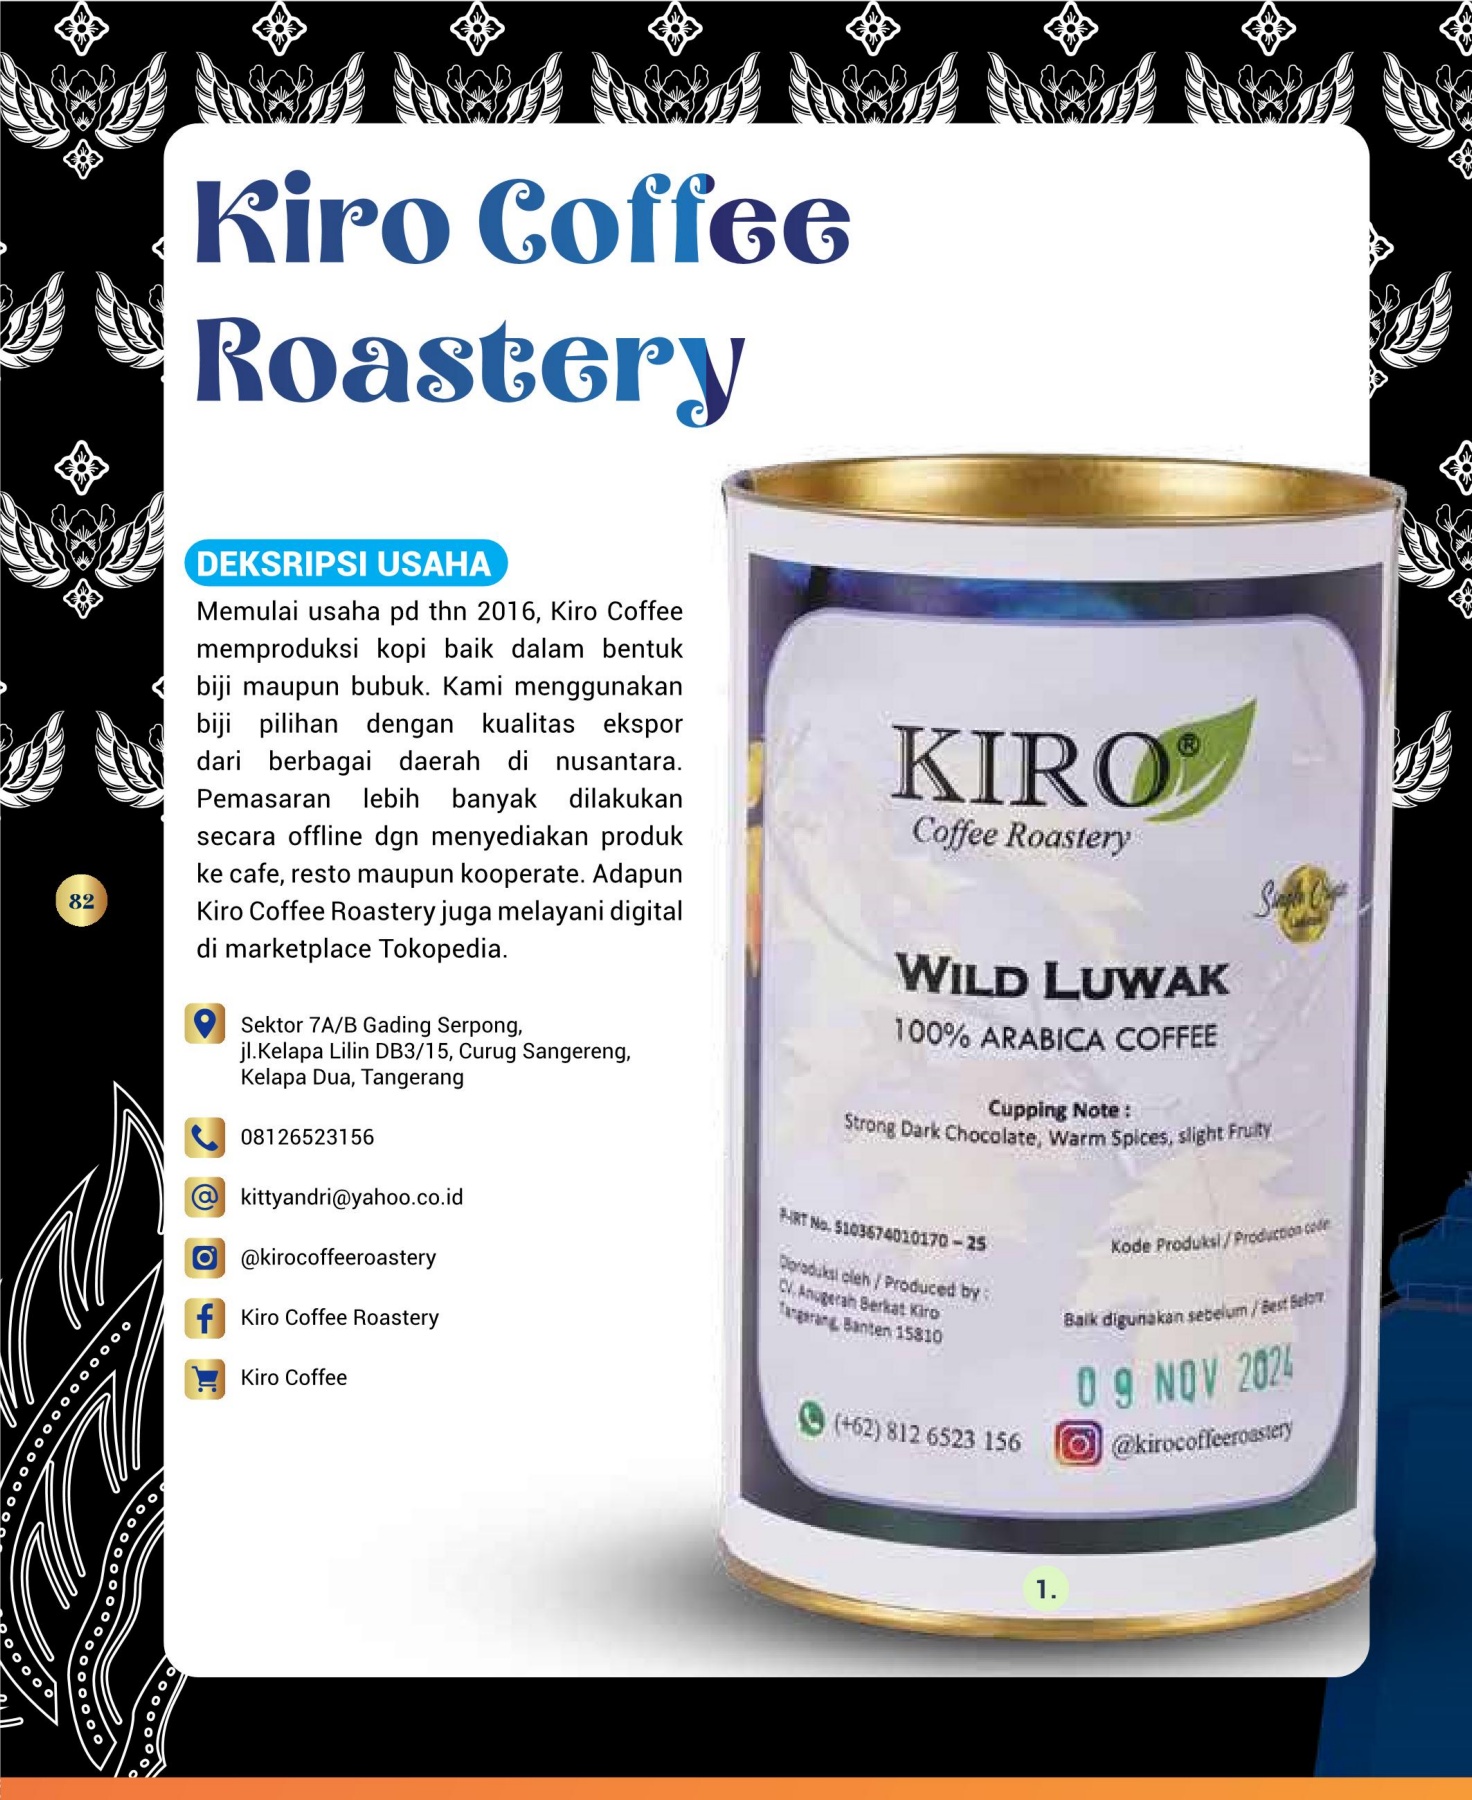 Kiro Coffee
Roastery
DEKSRIPSI USAHA
Memulai usaha pd thn 2016, Kiro Coffee
memproduksi kopi baik dalam bentuk
biji maupun bubuk. Kami menggunakan
biji pilihan dengan kualitas ekspor
dari berbagai daerah di nusantara.
Pemasaran lebih banyak dilakukan
secara offline dgn menyediakan produk
ke cafe, resto maupun kooperate. Adapun
Kiro Coffee Roastery juga melayani digital
di marketplace Tokopedia.
82
Sektor 7A/B Gading Serpong,
jl.Kelapa Lilin DB3/15, Curug Sangereng,
Kelapa Dua, Tangerang
08126523156
kittyandri@yahoo.co.id
@kirocoffeeroastery
Kiro Coffee Roastery
Kiro Coffee
KIRO®
Coffee Roastery
Single Origin
WILD LUWAK
100% ARABICA COFFEE
Cupping Note :
Strong Dark Chocolate, Warm Spices, slight Fruity
P-IRT No. 5103674010170 – 25
Diproduksi oleh / Produced by :
CV. Anugerah Berkat Kiro
Tangerang, Banten 15810
Kode Produksi / Production code
Baik digunakan sebelum / Best Before
09 NOV 2024
(+62) 812 6523 156
@kirocoffeeroastery
1.